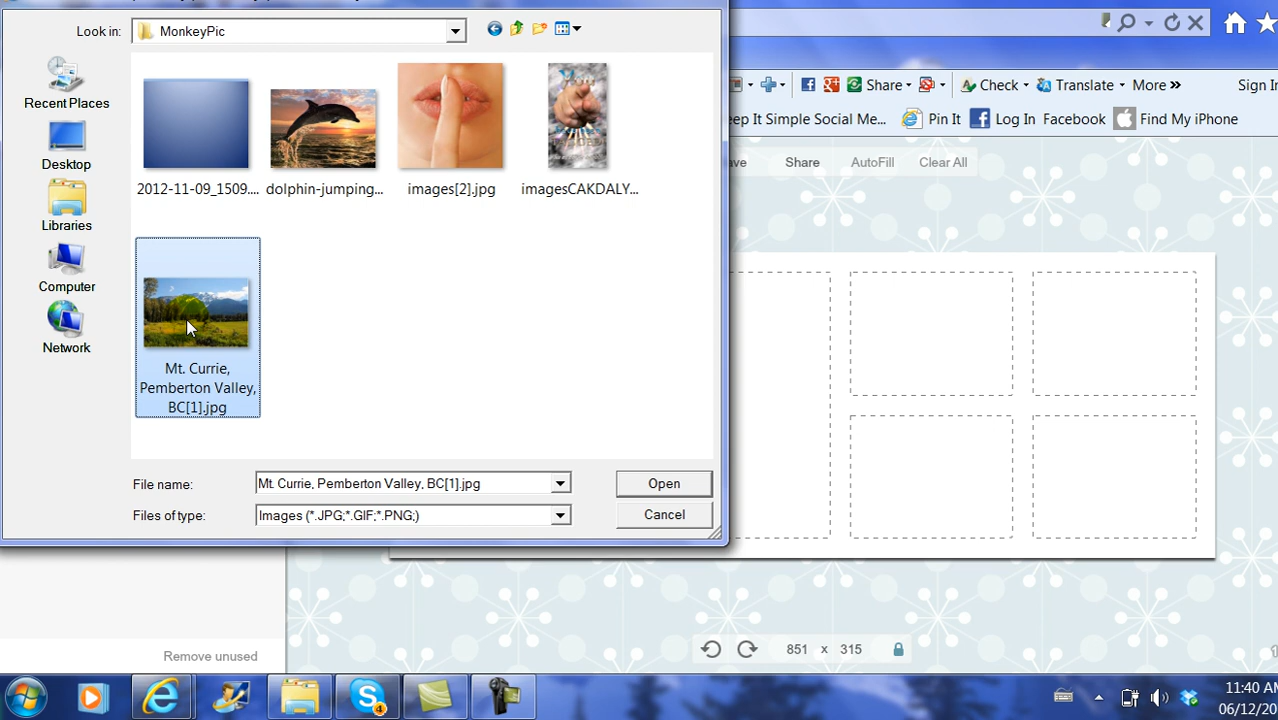 Look in:
MonkeyPic
Recent Places
Desktop
Libraries
Computer
Network
2012-11-09_1509....
dolphin-jumping...
images[2].jpg
imagesCAKDALY...
Mt. Currie,
Pemberton Valley,
BC[1].jpg
File name:
Mt. Currie, Pemberton Valley, BC[1].jpg
Open
Files of type:
Images (*.JPG;*.GIF;*.PNG;)
Cancel
Share
Check
Translate
More »
Sign In
eep It Simple Social Me...
Pin It
Log In
Facebook
Find My iPhone
ave
Share
AutoFill
Clear All
Remove unused
851 x 315
4
11:40 AM
06/12/20